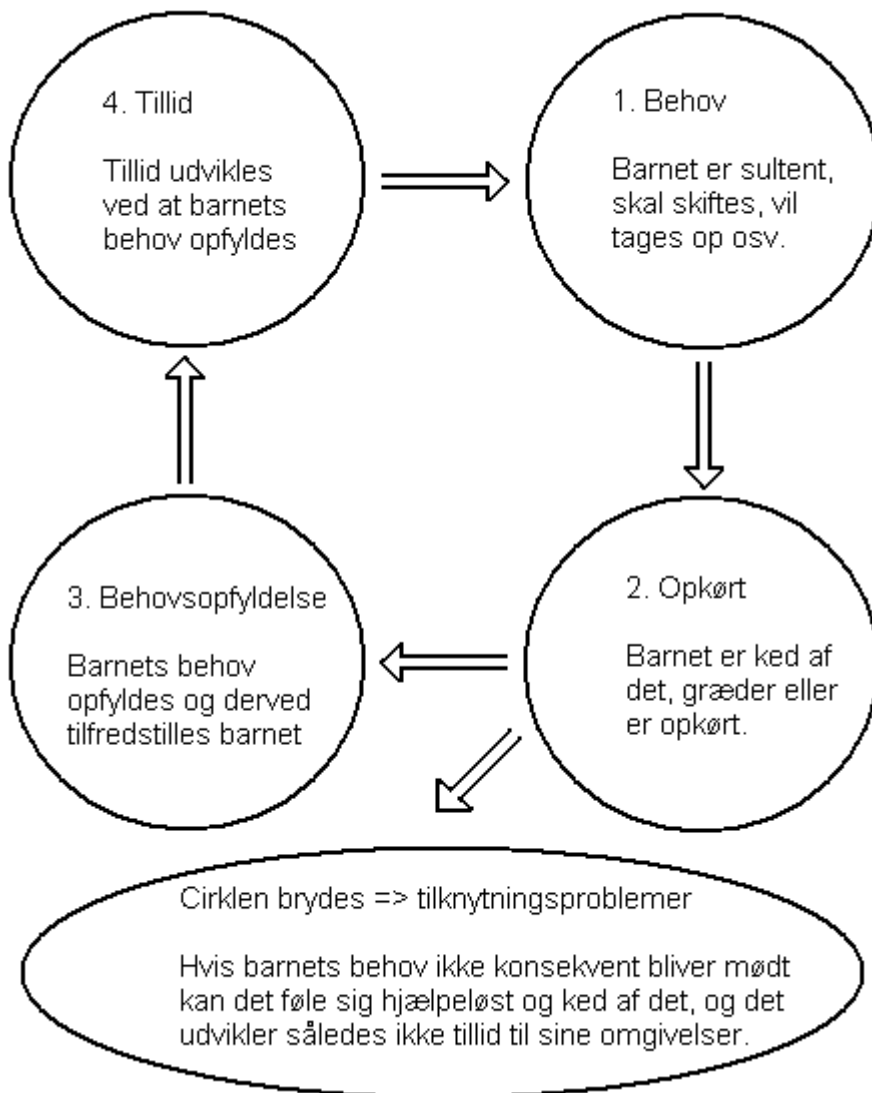 4. Tillid
Tillid udvikles
ved at barnets
behov opfyldes
1. Behov
Barnet er sultent,
skal skiftes, vil
tages op osv.
3. Behovsopfyldelse
Barnets behov
opfyldes og derved
tilfredstilles barnet
2. Opkørt
Barnet er ked af
det, græder eller
er opkørt.
Cirklen brydes => tilknytningsproblemer
Hvis barnets behov ikke konsekvent bliver mødt
kan det føle sig hjælpeløst og ked af det, og det
udvikler således ikke tillid til sine omgivelser.